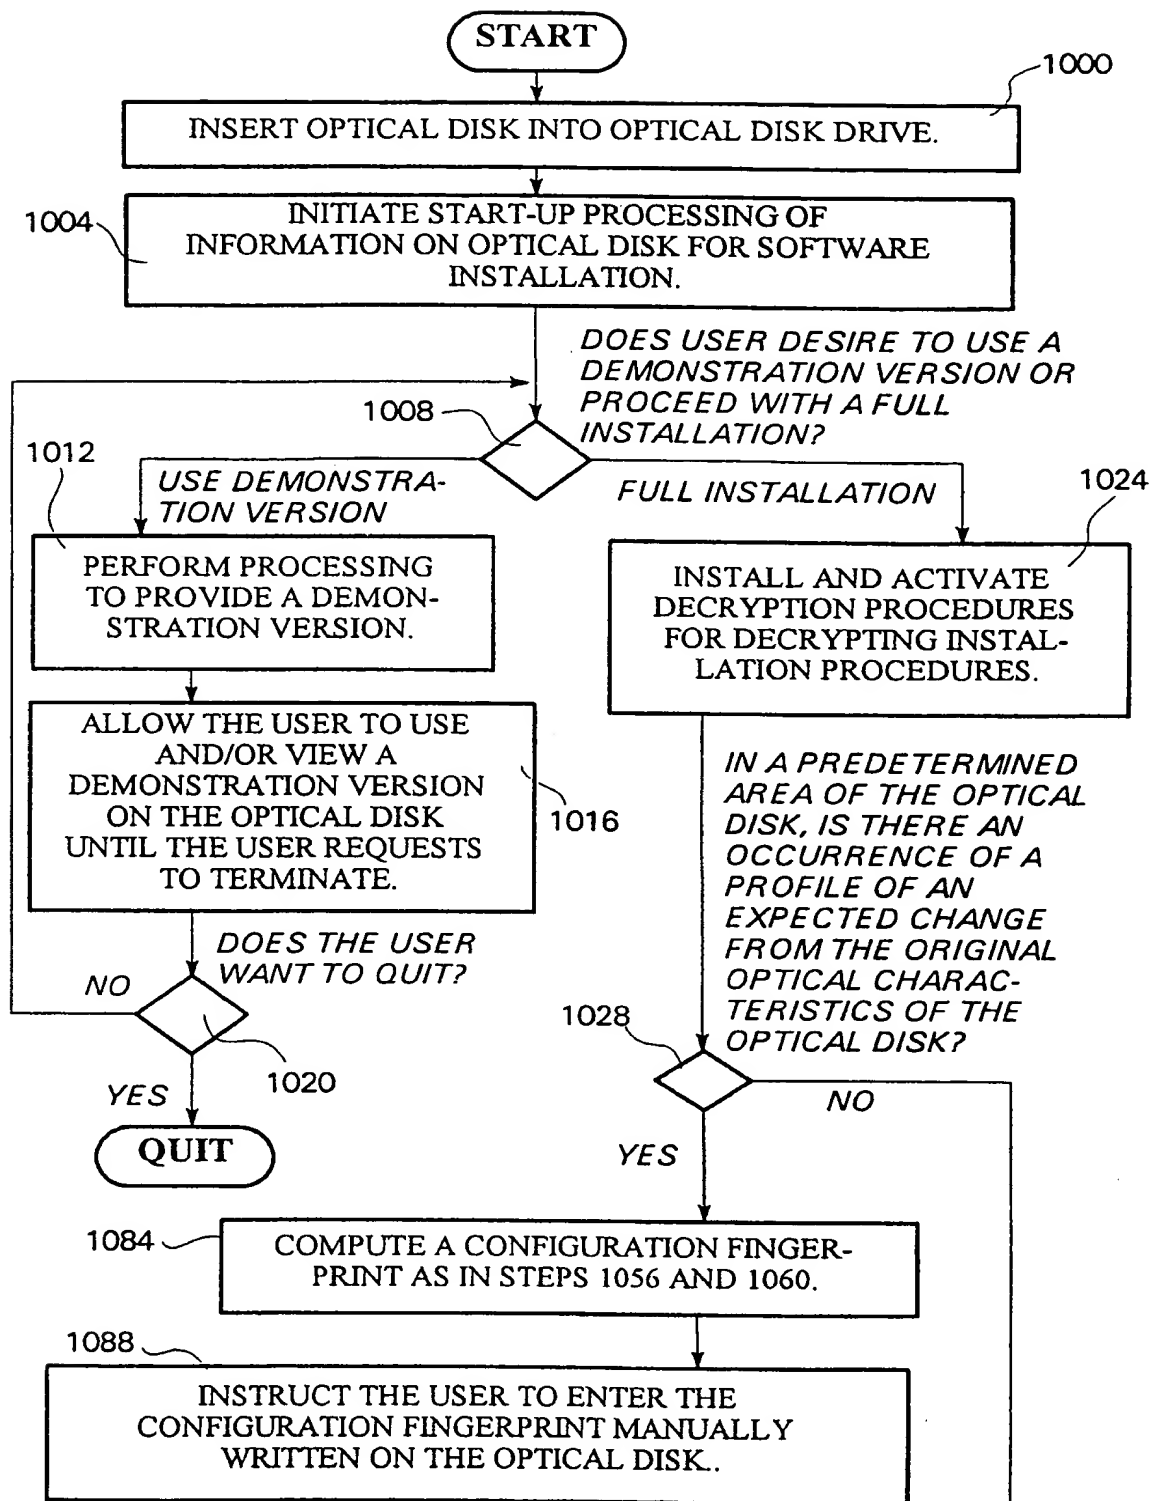 START
1000
INSERT OPTICAL DISK INTO OPTICAL DISK DRIVE.
1004
INITIATE START-UP PROCESSING OF
INFORMATION ON OPTICAL DISK FOR SOFTWARE
INSTALLATION.
DOES USER DESIRE TO USE A
DEMONSTRATION VERSION OR
PROCEED WITH A FULL
INSTALLATION?
1008
1012
USE DEMONSTRA-
TION VERSION
FULL INSTALLATION
1024
PERFORM PROCESSING
TO PROVIDE A DEMON-
STRATION VERSION.
INSTALL AND ACTIVATE
DECRYPTION PROCEDURES
FOR DECRYPTING INSTAL-
LATION PROCEDURES.
ALLOW THE USER TO USE
AND/OR VIEW A
DEMONSTRATION VERSION
ON THE OPTICAL DISK
UNTIL THE USER REQUESTS
TO TERMINATE.
1016
IN A PREDETERMINED
AREA OF THE OPTICAL
DISK, IS THERE AN
OCCURRENCE OF A
PROFILE OF AN
EXPECTED CHANGE
FROM THE ORIGINAL
OPTICAL CHARAC-
TERISTICS OF THE
OPTICAL DISK?
DOES THE USER
WANT TO QUIT?
NO
1020
YES
QUIT
1028
NO
YES
1084
COMPUTE A CONFIGURATION FINGER-
PRINT AS IN STEPS 1056 AND 1060.
1088
INSTRUCT THE USER TO ENTER THE
CONFIGURATION FINGERPRINT MANUALLY
WRITTEN ON THE OPTICAL DISK..